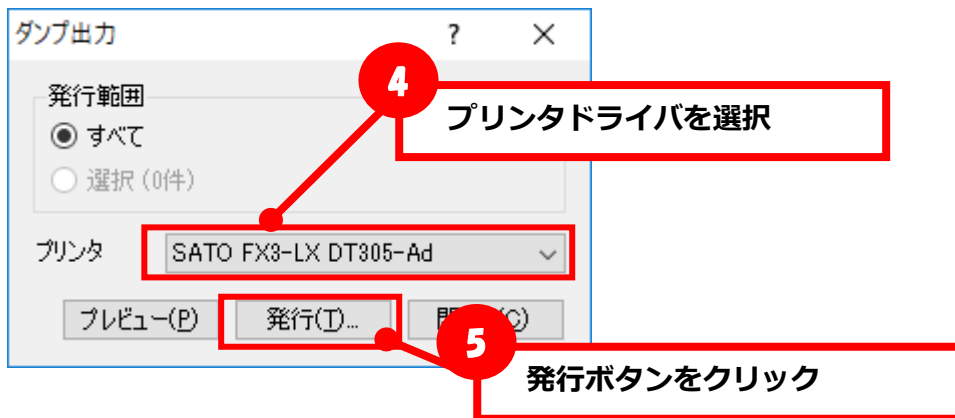 ダンプ出力
?
発行範囲
4
プリンタドライバを選択
すべて
選択 (0件)
プリンタ
SATO FX3-LX DT305-Ad
プレビュー(P)
発行(T)...
(C)
5
発行ボタンをクリック